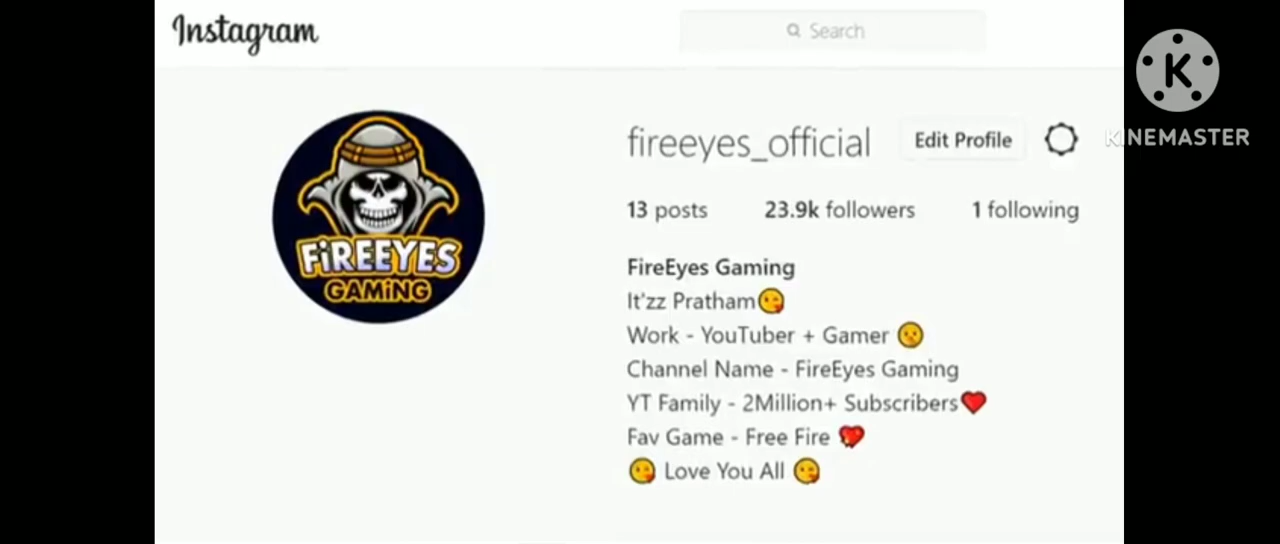 Instagram
Search
K
KINEMASTER
fireeyes_official
Edit Profile
13 posts
23.9k followers
1 following
FiREEYES
GAMiNG
FireEyes Gaming
It'zz Pratham😘
Work - YouTuber + Gamer 🤫
Channel Name - FireEyes Gaming
YT Family - 2Million+ Subscribers❤️
Fav Game - Free Fire 💖
😘 Love You All 😘